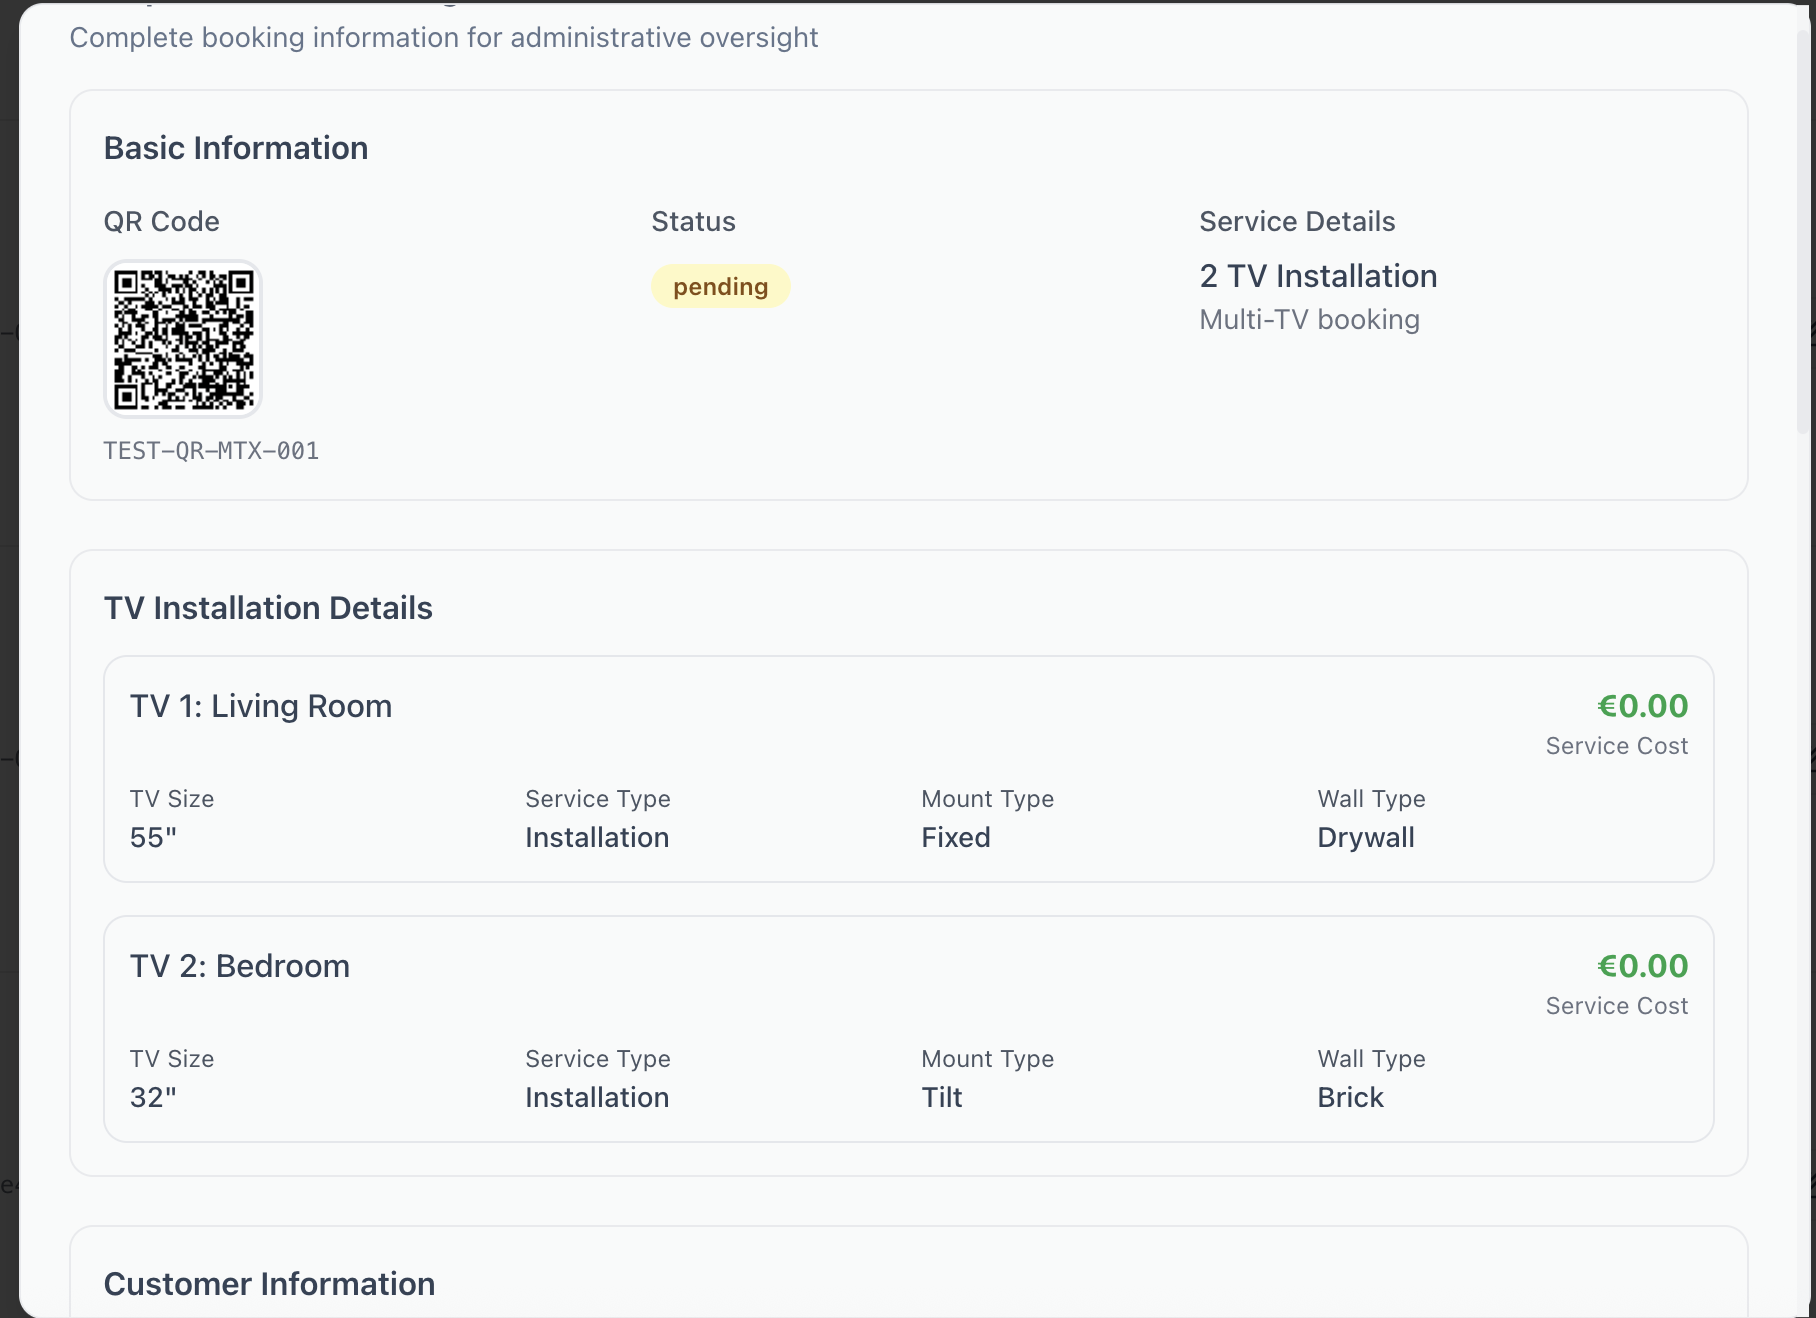 Complete booking information for administrative oversight
Basic Information
QR Code
Status
Service Details
pending
2 TV Installation
Multi-TV booking
TEST-QR-MTX-001
TV Installation Details
TV 1: Living Room
€0.00
Service Cost
TV Size
Service Type
Mount Type
Wall Type
55"
Installation
Fixed
Drywall
TV 2: Bedroom
€0.00
Service Cost
TV Size
Service Type
Mount Type
Wall Type
32"
Installation
Tilt
Brick
Customer Information